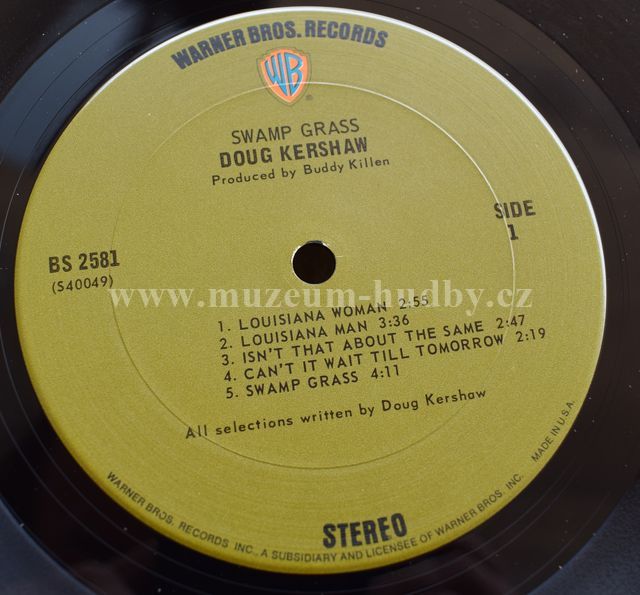 WARNER BROS. RECORDS
WB
®
SWAMP GRASS
DOUG KERSHAW
Produced by Buddy Killen
SIDE
1
BS 2581
(S40049)
www.muzeum-hudby.cz
1. LOUISIANA WOMAN 2:55
2. LOUISIANA MAN 3:36
3. ISN'T THAT ABOUT THE SAME 2:47
4. CAN'T IT WAIT TILL TOMORROW 2:19
5. SWAMP GRASS 4:11
All selections written by Doug Kershaw
STEREO
WARNER BROS. RECORDS INC., A SUBSIDIARY AND LICENSEE OF WARNER BROS. INC. MADE IN U.S.A.